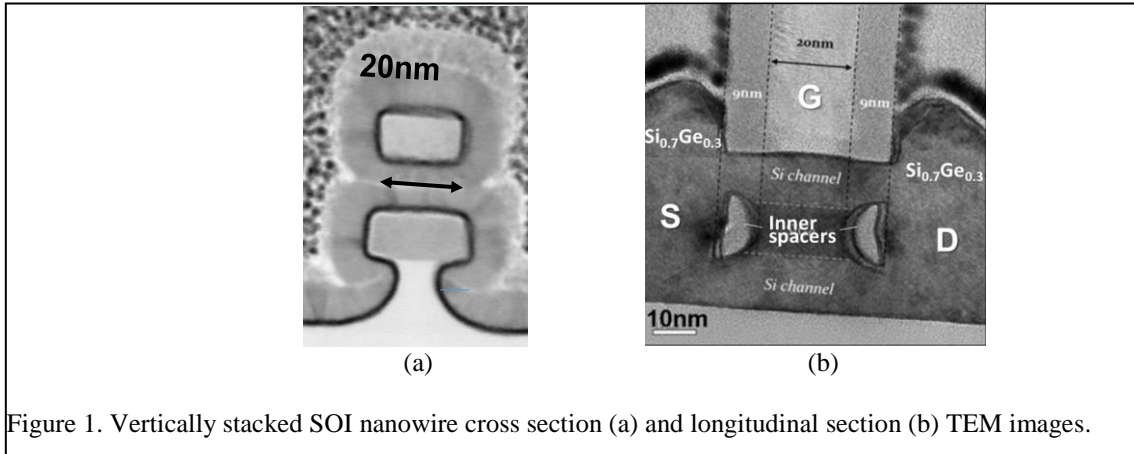 20nm
(a)
20nm
9nm
G
9nm
Si0.7Ge0.3
Si0.7Ge0.3
Si channel
S
Inner
spacers
D
Si channel
10nm
(b)
Figure 1. Vertically stacked SOI nanowire cross section (a) and longitudinal section (b) TEM images.